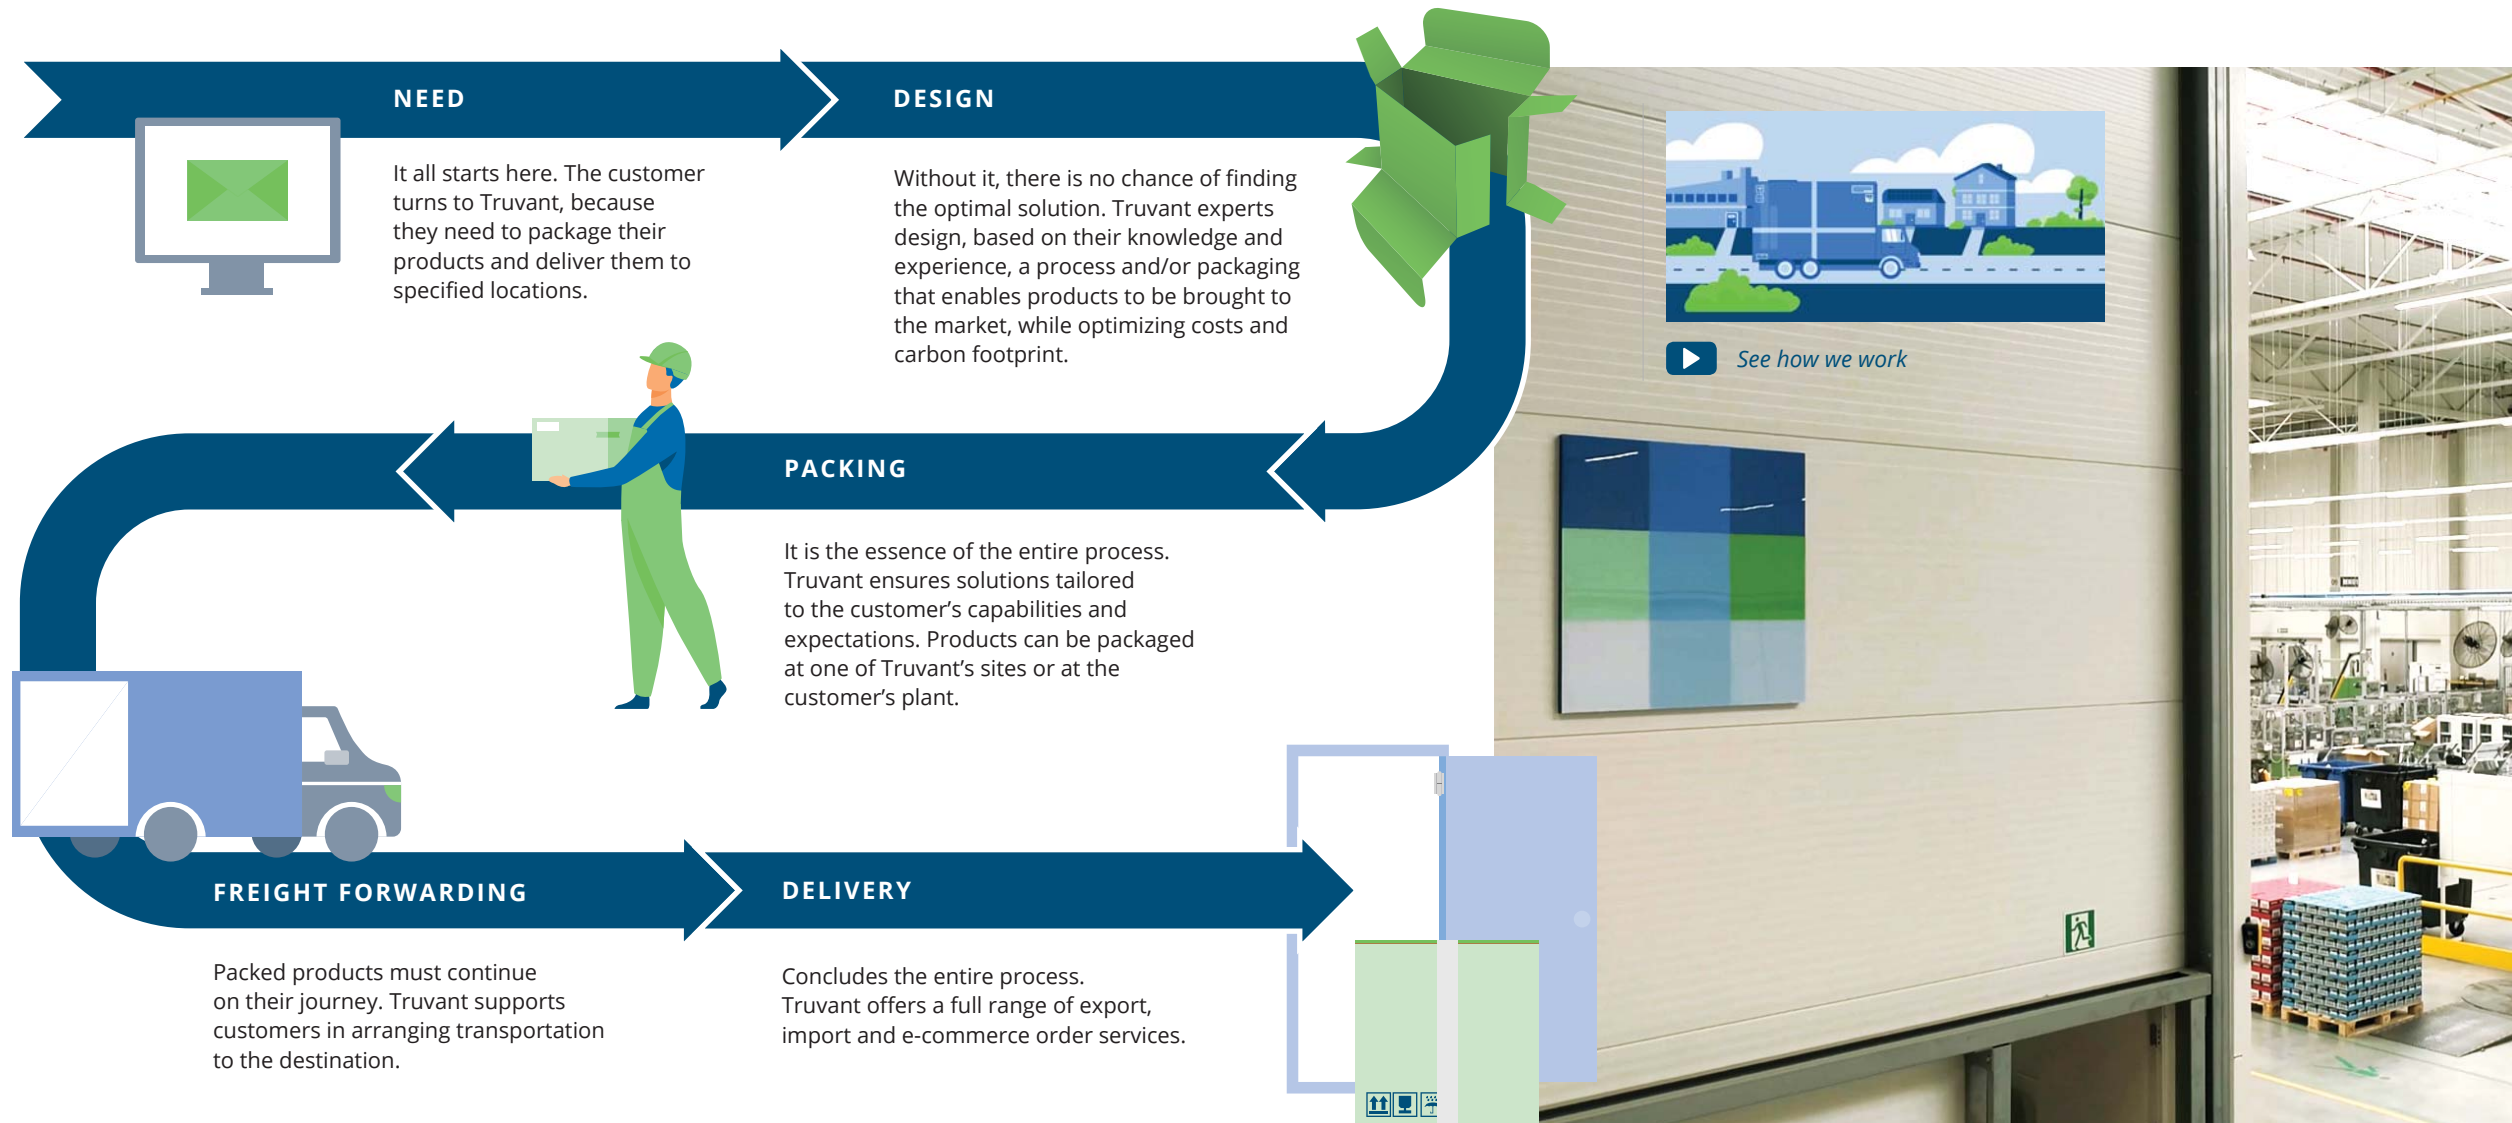 NEED
It all starts here. The customer
turns to Truvant, because
they need to package their
products and deliver them to
specified locations.
DESIGN
Without it, there is no chance of finding
the optimal solution. Truvant experts
design, based on their knowledge and
experience, a process and/or packaging
that enables products to be brought to
the market, while optimizing costs and
carbon footprint.
See how we work
PACKING
It is the essence of the entire process.
Truvant ensures solutions tailored
to the customer’s capabilities and
expectations. Products can be packaged
at one of Truvant’s sites or at the
customer’s plant.
FREIGHT FORWARDING
Packed products must continue
on their journey. Truvant supports
customers in arranging transportation
to the destination.
DELIVERY
Concludes the entire process.
Truvant offers a full range of export,
import and e-commerce order services.